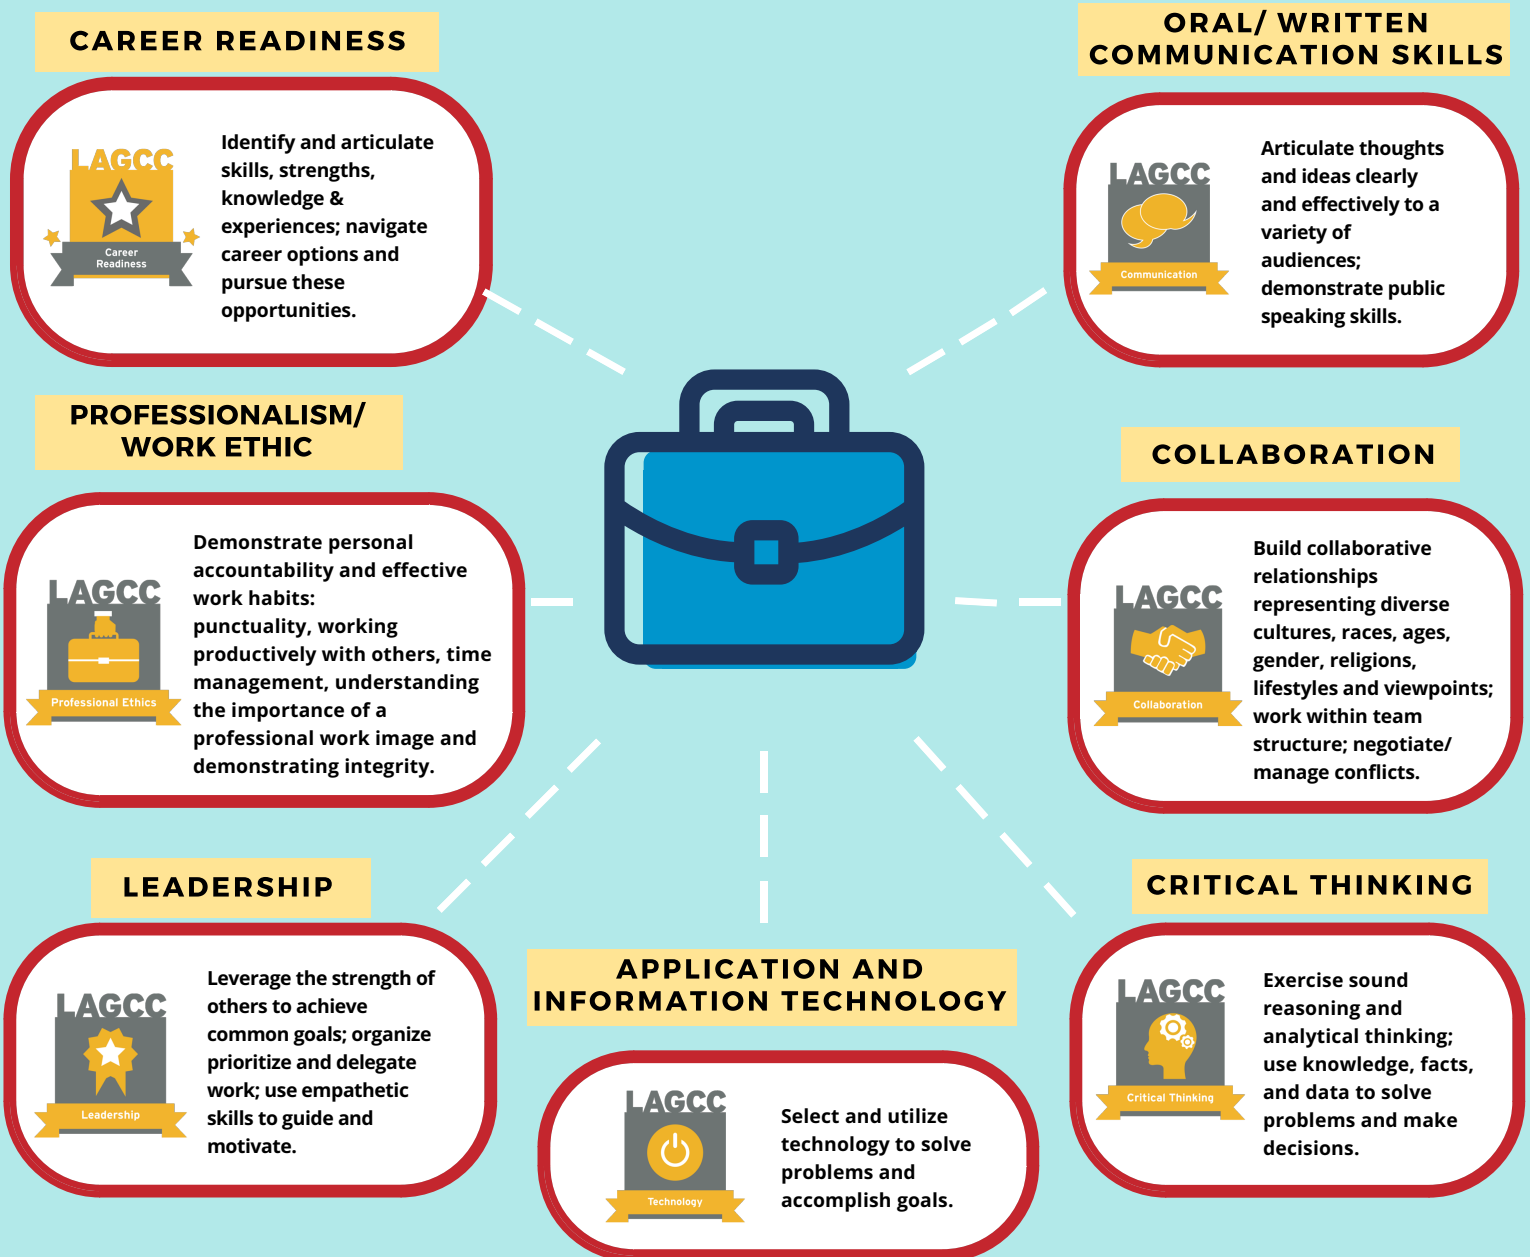 CAREER READINESS
LAGCC
Career
Readiness
Identify and articulate
skills, strengths,
knowledge &
experiences; navigate
career options and
pursue these
opportunities.
ORAL/ WRITTEN
COMMUNICATION SKILLS
LAGCC
Communication
Articulate thoughts
and ideas clearly
and effectively to a
variety of
audiences;
demonstrate public
speaking skills.
PROFESSIONALISM/
WORK ETHIC
LAGCC
Professional Ethics
Demonstrate personal
accountability and effective
work habits:
punctuality, working
productively with others, time
management, understanding
the importance of a
professional work image and
demonstrating integrity.
COLLABORATION
LAGCC
Collaboration
Build collaborative
relationships
representing diverse
cultures, races, ages,
gender, religions,
lifestyles and viewpoints;
work within team
structure; negotiate/
manage conflicts.
LEADERSHIP
LAGCC
Leadership
Leverage the strength of
others to achieve
common goals; organize
prioritize and delegate
work; use empathetic
skills to guide and
motivate.
APPLICATION AND
INFORMATION TECHNOLOGY
LAGCC
Technology
Select and utilize
technology to solve
problems and
accomplish goals.
CRITICAL THINKING
LAGCC
Critical Thinking
Exercise sound
reasoning and
analytical thinking;
use knowledge, facts,
and data to solve
problems and make
decisions.